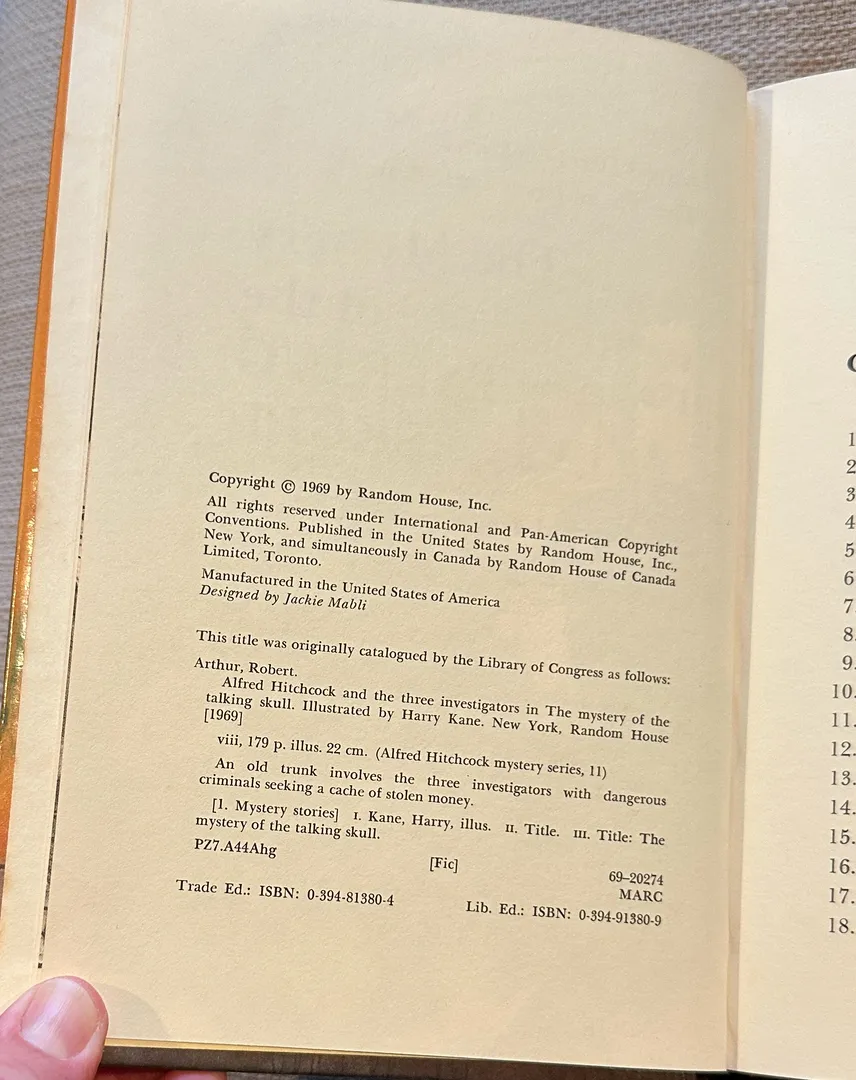 Copyright © 1969 by Random House, Inc.
All rights reserved under International and Pan-American Copyright
Conventions. Published in the United States by Random House, Inc.,
New York, and simultaneously in Canada by Random House of Canada
Limited, Toronto.
Manufactured in the United States of America
Designed by Jackie Mabli
This title was originally catalogued by the Library of Congress as follows:
Arthur, Robert.
Alfred Hitchcock and the three investigators in The mystery of the
talking skull. Illustrated by Harry Kane. New York, Random House
[1969]
viii, 179 p. illus. 22 cm. (Alfred Hitchcock mystery series, 11)
An old trunk involves the three investigators with dangerous
criminals seeking a cache of stolen money.
[1. Mystery stories] I. Kane, Harry, illus. II. Title. III. Title: The
mystery of the talking skull.
PZ7.A44Ahg [Fic] 69–20274
MARC
Trade Ed.: ISBN: 0-394-81380-4 Lib. Ed.: ISBN: 0-394-91380-9
1
2
3
4
5
6
7
8.
9.
10.
11.
12.
13.
14.
15.
16.
17.
18.